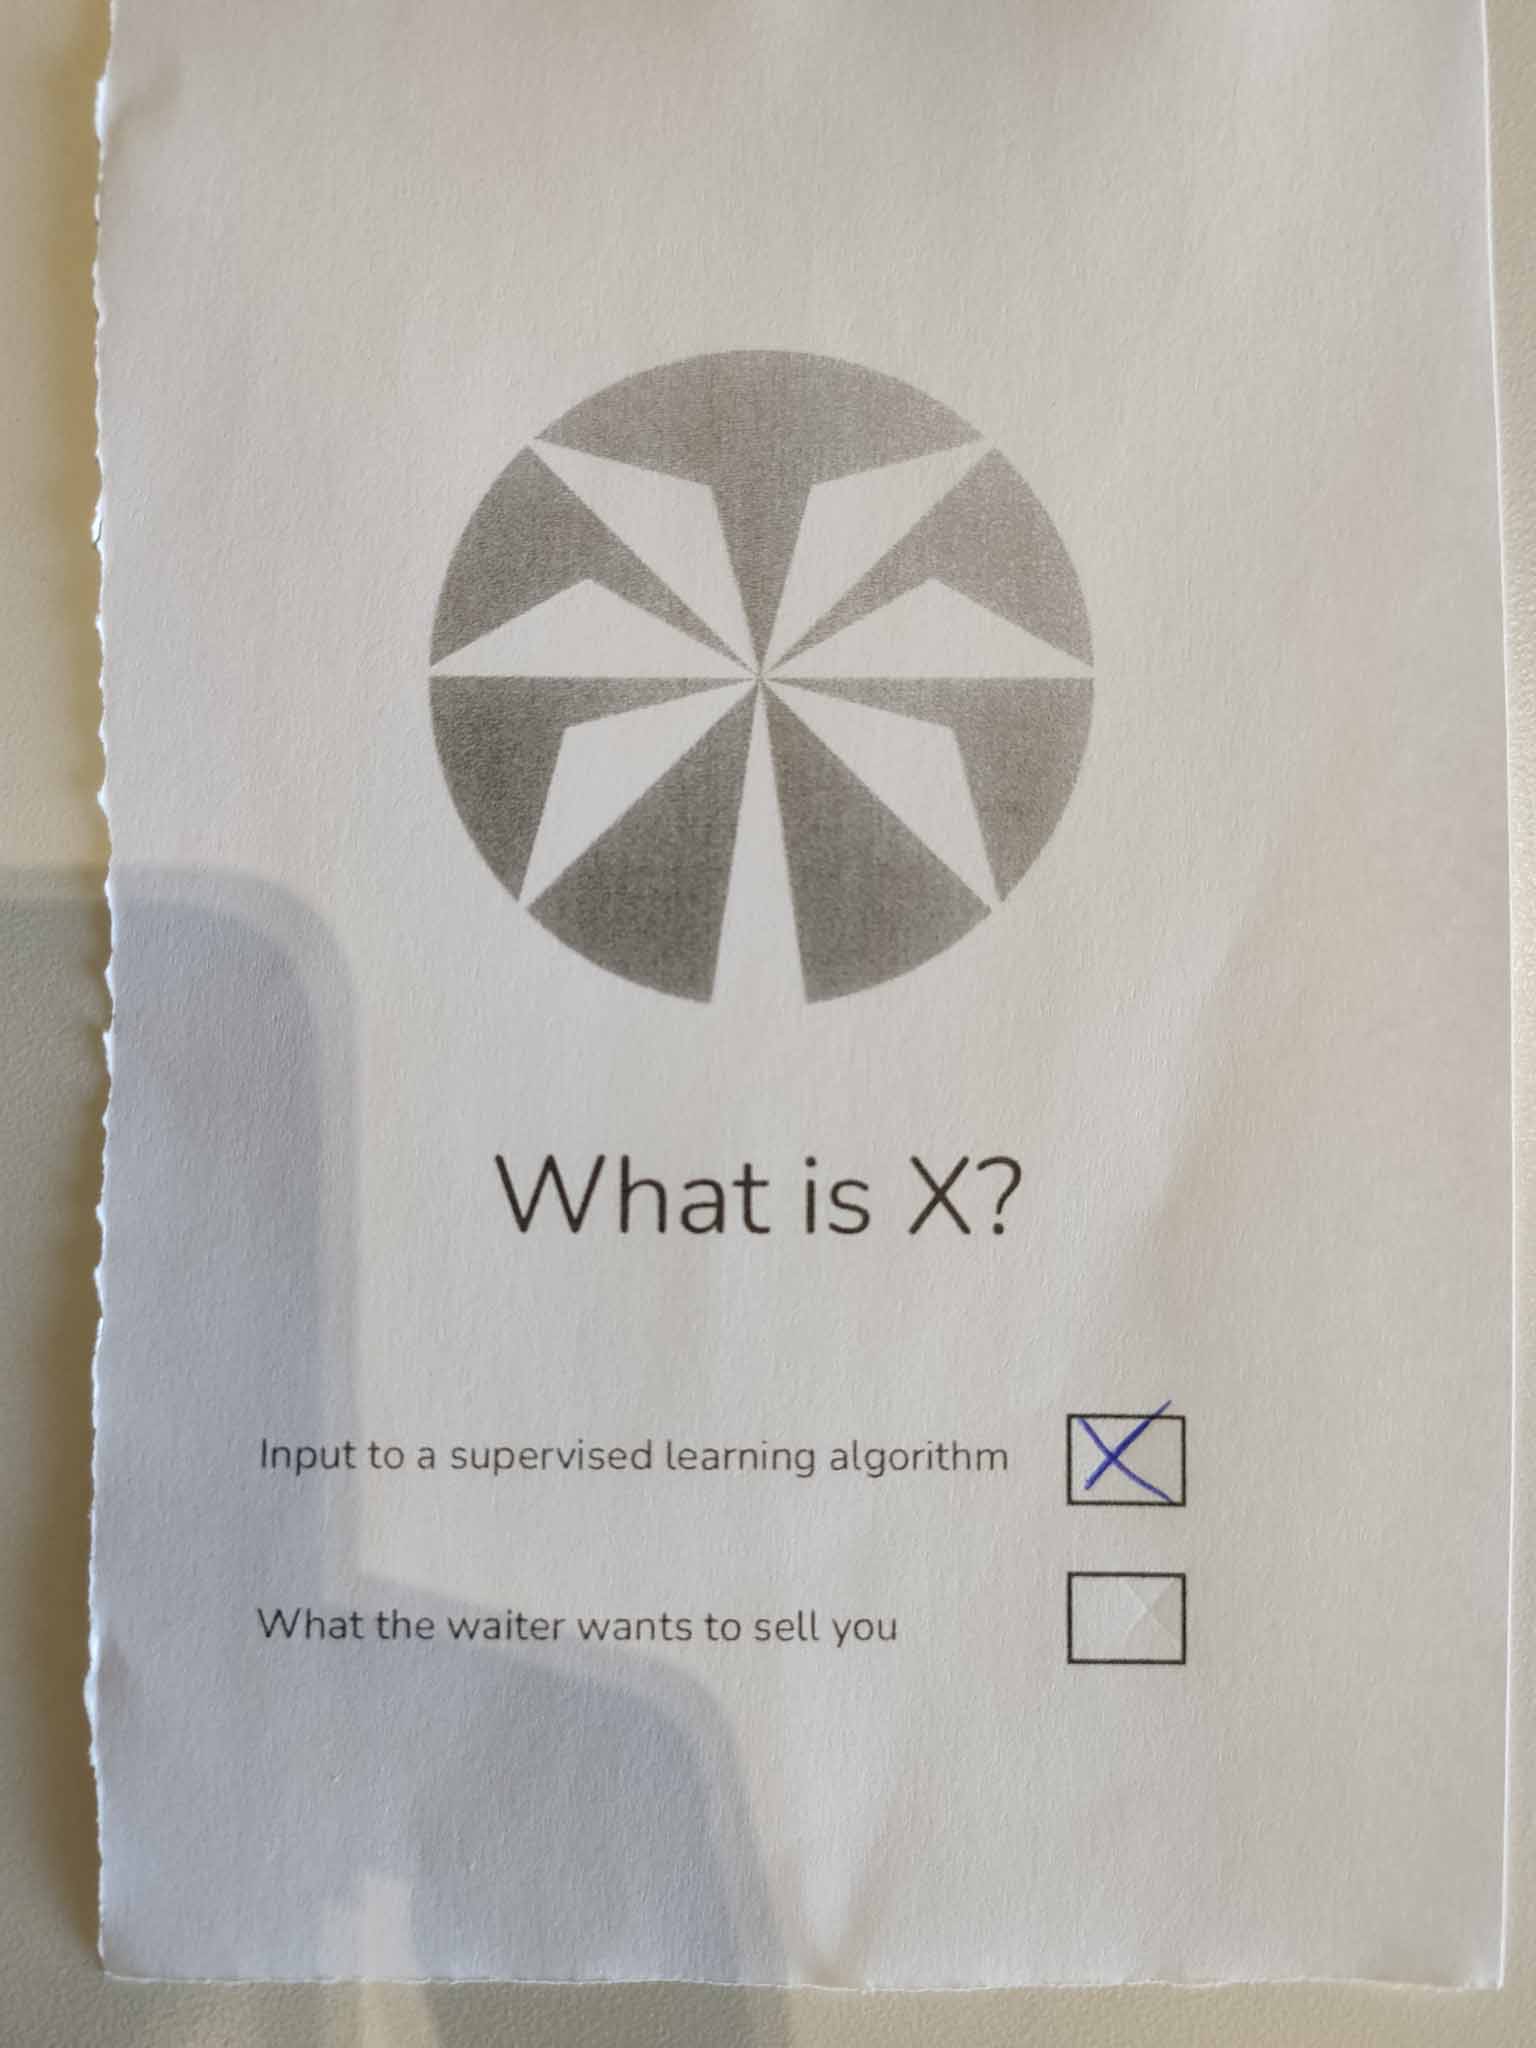 What is X?
Input to a supervised learning algorithm
What the waiter wants to sell you